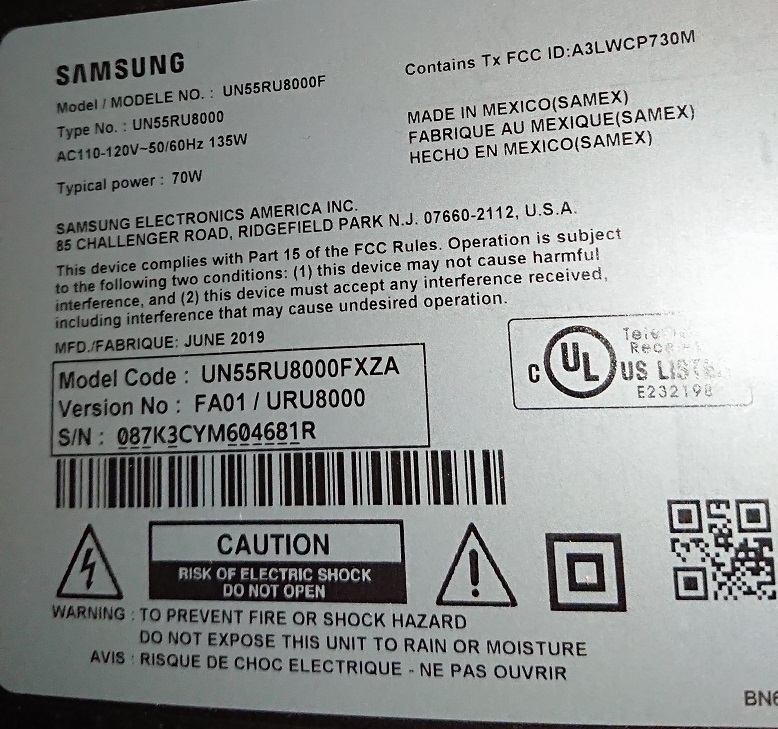 SAMSUNG
Model / MODELE NO. : UN55RU8000F
Type No. : UN55RU8000
AC110-120V~50/60Hz 135W
Typical power : 70W
Contains Tx FCC ID:A3LWCP730M
MADE IN MEXICO(SAMEX)
FABRIQUE AU MEXIQUE(SAMEX)
HECHO EN MEXICO(SAMEX)
SAMSUNG ELECTRONICS AMERICA INC.
85 CHALLENGER ROAD, RIDGEFIELD PARK N.J. 07660-2112, U.S.A.
This device complies with Part 15 of the FCC Rules. Operation is subject
to the following two conditions: (1) this device may not cause harmful
interference, and (2) this device must accept any interference received,
including interference that may cause undesired operation.
MFD./FABRIQUE: JUNE 2019
Model Code : UN55RU8000FXZA
Version No : FA01 / URU8000
S/N : 087K3CYM604681R
C UL US LISTED
E232198
CAUTION
RISK OF ELECTRIC SHOCK
DO NOT OPEN
WARNING : TO PREVENT FIRE OR SHOCK HAZARD
DO NOT EXPOSE THIS UNIT TO RAIN OR MOISTURE
AVIS : RISQUE DE CHOC ELECTRIQUE - NE PAS OUVRIR